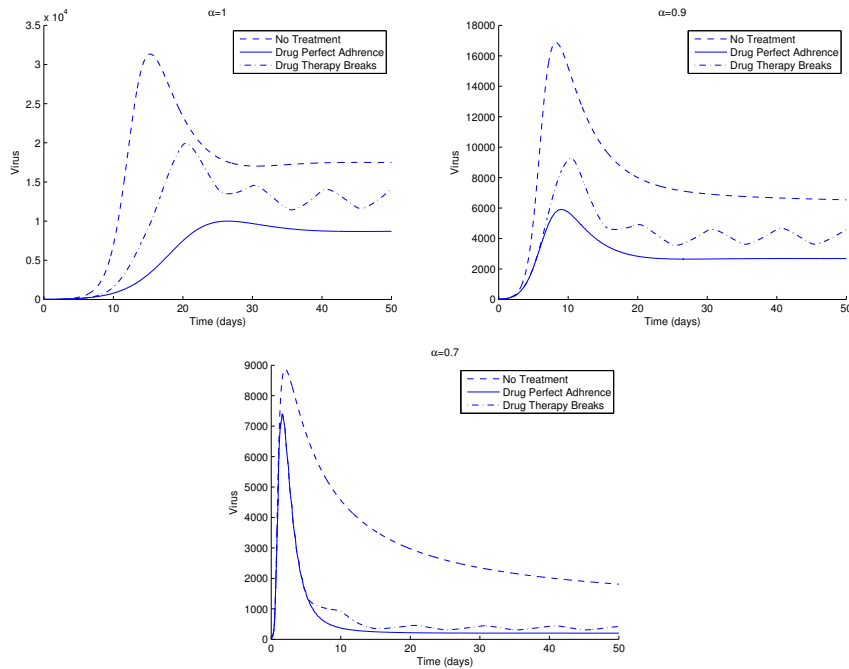 α=1
x 10⁴
3.5
3
2.5
2
1.5
1
0.5
0
Virus
0 10 20 30 40 50
Time (days)
No Treatment
Drug Perfect Adhrence
Drug Therapy Breaks
α=0.9
18000
16000
14000
12000
10000
8000
6000
4000
2000
0
Virus
0 10 20 30 40 50
Time (days)
No Treatment
Drug Perfect Adhrence
Drug Therapy Breaks
α=0.7
9000
8000
7000
6000
5000
4000
3000
2000
1000
0
Virus
0 10 20 30 40 50
Time (days)
No Treatment
Drug Perfect Adhrence
Drug Therapy Breaks